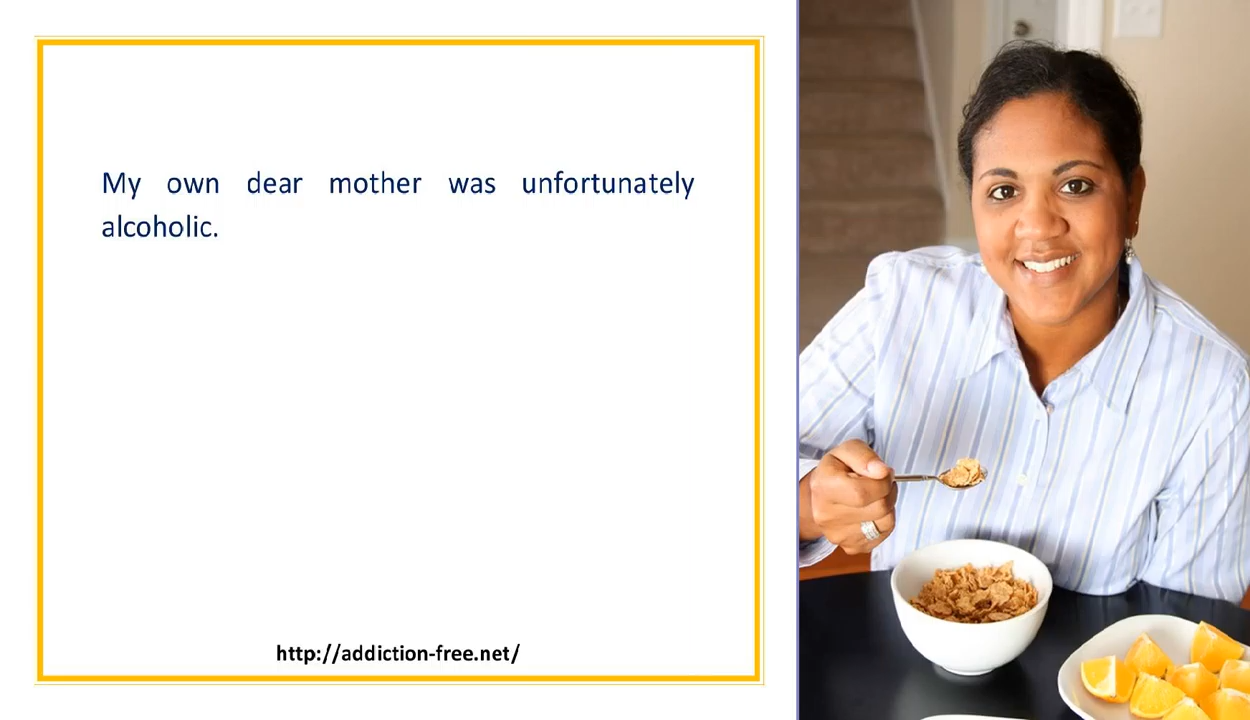 My own dear mother was unfortunately
alcoholic.
http://addiction-free.net/